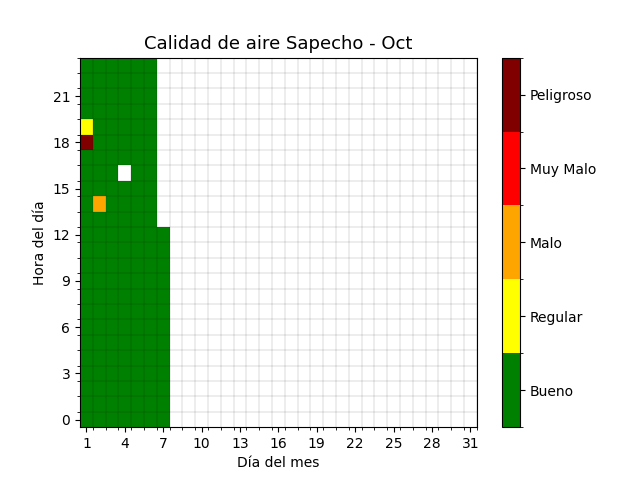 Calidad de aire Sapecho - Oct
Hora del día
21
18
15
12
9
6
3
0
1 4 7 10 13 16 19 22 25 28 31
Día del mes
Peligroso
Muy Malo
Malo
Regular
Bueno